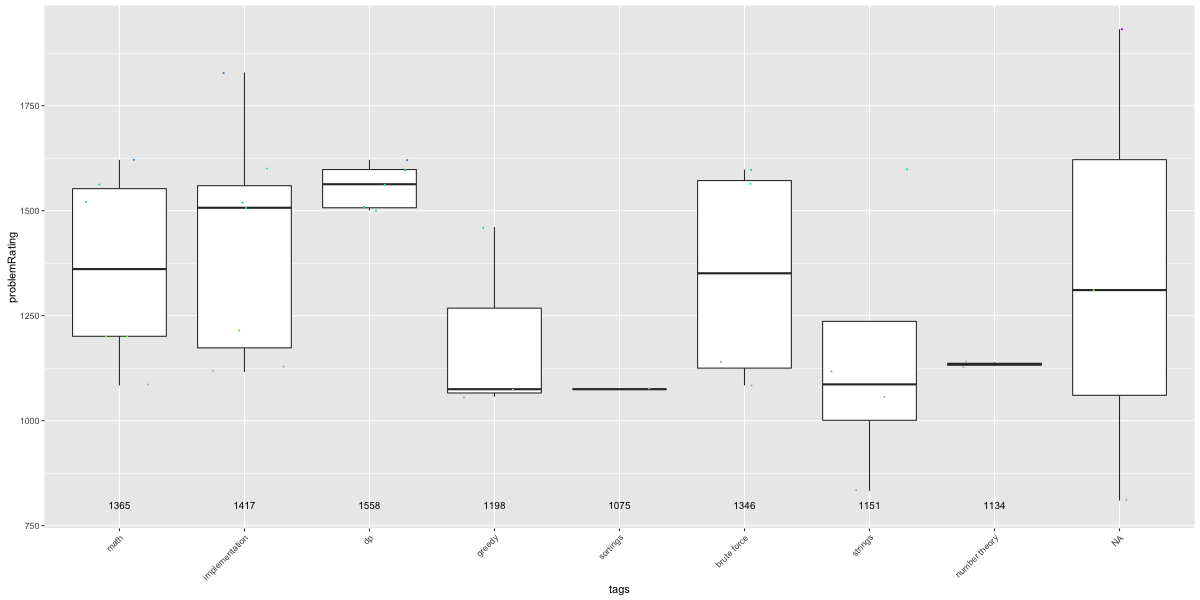 problemRating
1750
1500
1250
1000
750
1365 1417 1558 1198 1075 1346 1151 1134
math implementation dp greedy sortings brute force strings number theory NA
tags